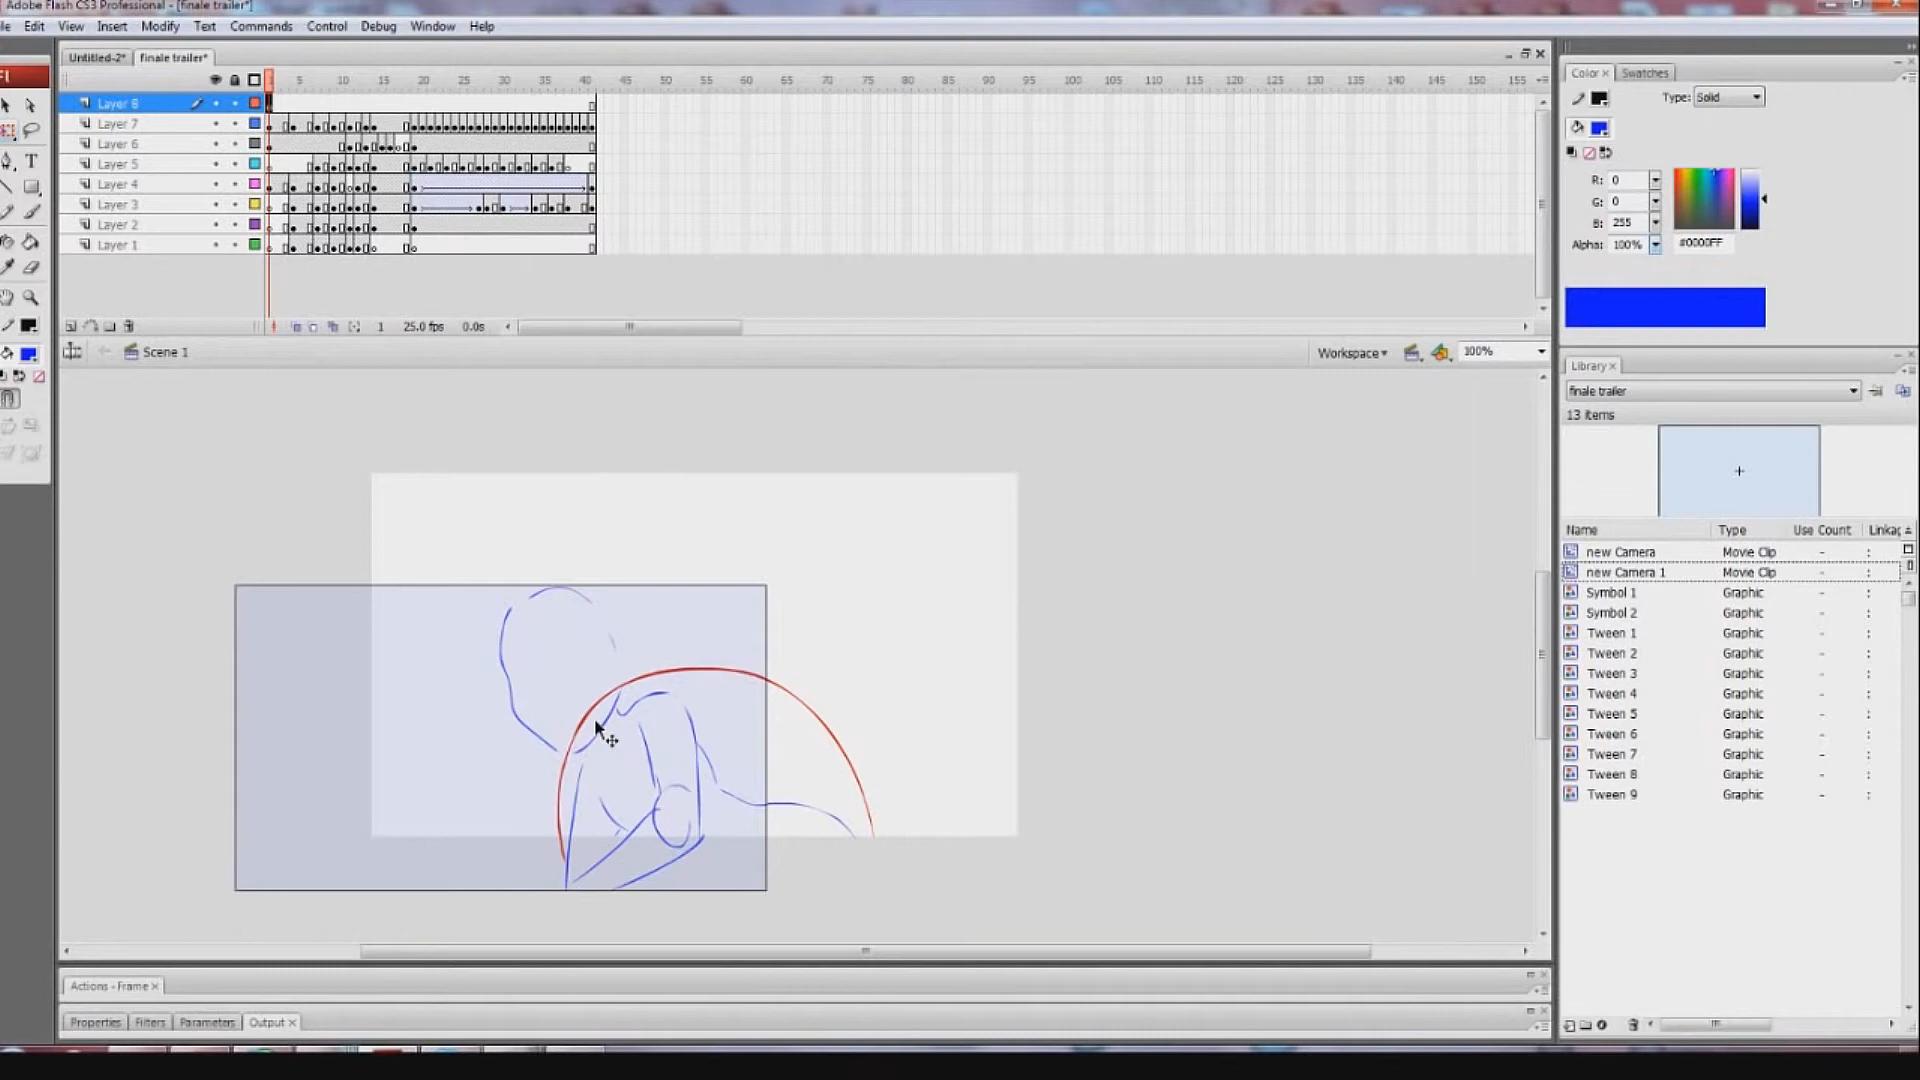 Adobe Flash CS3 Professional - [finale trailer*]
Edit View Insert Modify Text Commands Control Debug Window Help
Untitled-2* finale trailer*
5 10 15 20 25 30 35 40 45 50 55 60 65 70 75 80 85 90 95 100 105 110 115 120 125 130 135 140 145 150 155
Layer 8
Layer 7
Layer 6
Layer 5
Layer 4
Layer 3
Layer 2
Layer 1
1 25.0 fps 0.0s
Scene 1
Workspace 100%
Color Swatches
Type: Solid
R: 0
G: 0
B: 255
Alpha: 100% #0000FF
Library
finale trailer
13 items
Name Type Use Count Linkag
new Camera Movie Clip -
new Camera 1 Movie Clip -
Symbol 1 Graphic -
Symbol 2 Graphic -
Tween 1 Graphic -
Tween 2 Graphic -
Tween 3 Graphic -
Tween 4 Graphic -
Tween 5 Graphic -
Tween 6 Graphic -
Tween 7 Graphic -
Tween 8 Graphic -
Tween 9 Graphic -
Actions - Frame
Properties Filters Parameters Output